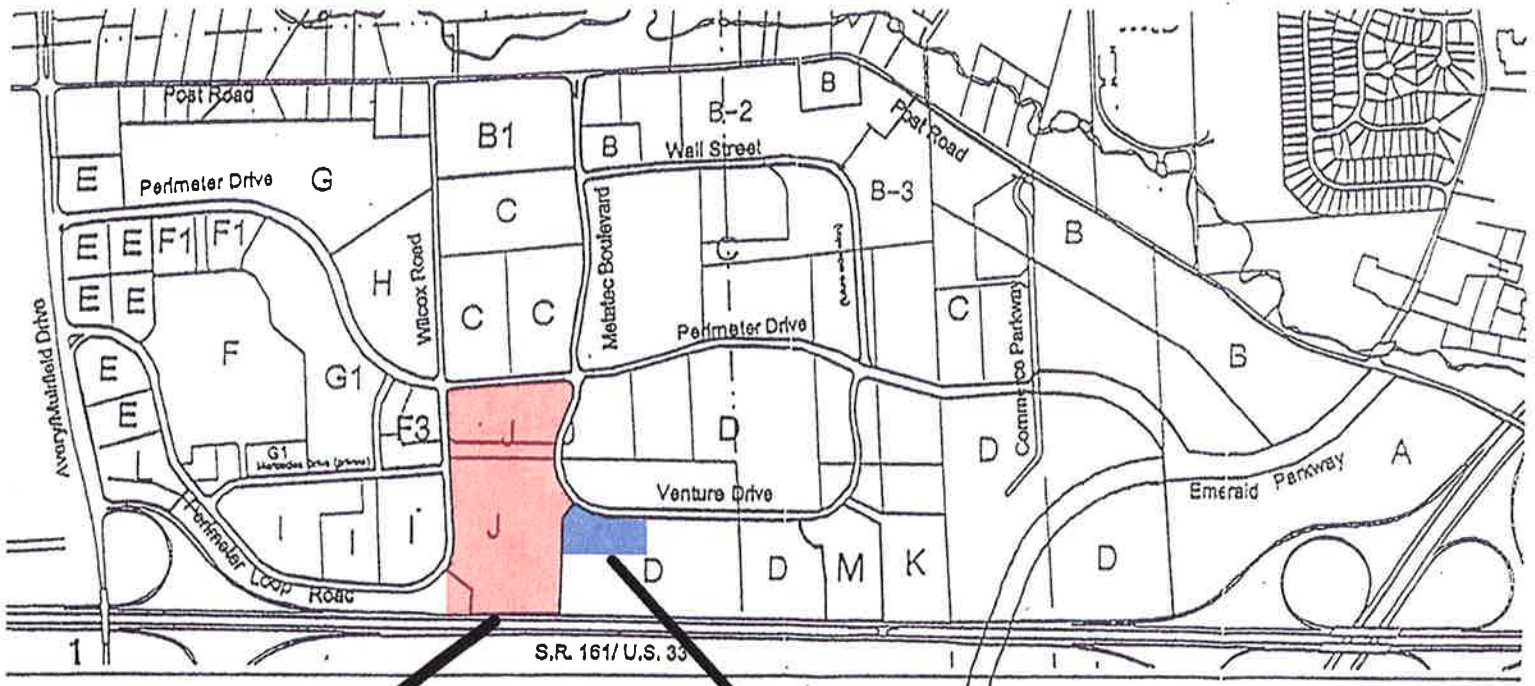 Post Road
B
B-2
B1
B
Wall Street
Post Road
E
Perimeter Drive
G
B-3
C
B
E
E
F1
F1
Wilcox Road
Metatec Boulevard
C
H
E
E
C
C
C
Avery/Muirfield Drive
Perimeter Drive
Commerce Parkway
F
B
E
G1
E
F3
J
D
D
A
G1
I
Venture Drive
Emerald Parkway
J
I
I
I
Perimeter Loop Road
D
D
M
K
D
1
S.R. 161/ U.S. 33